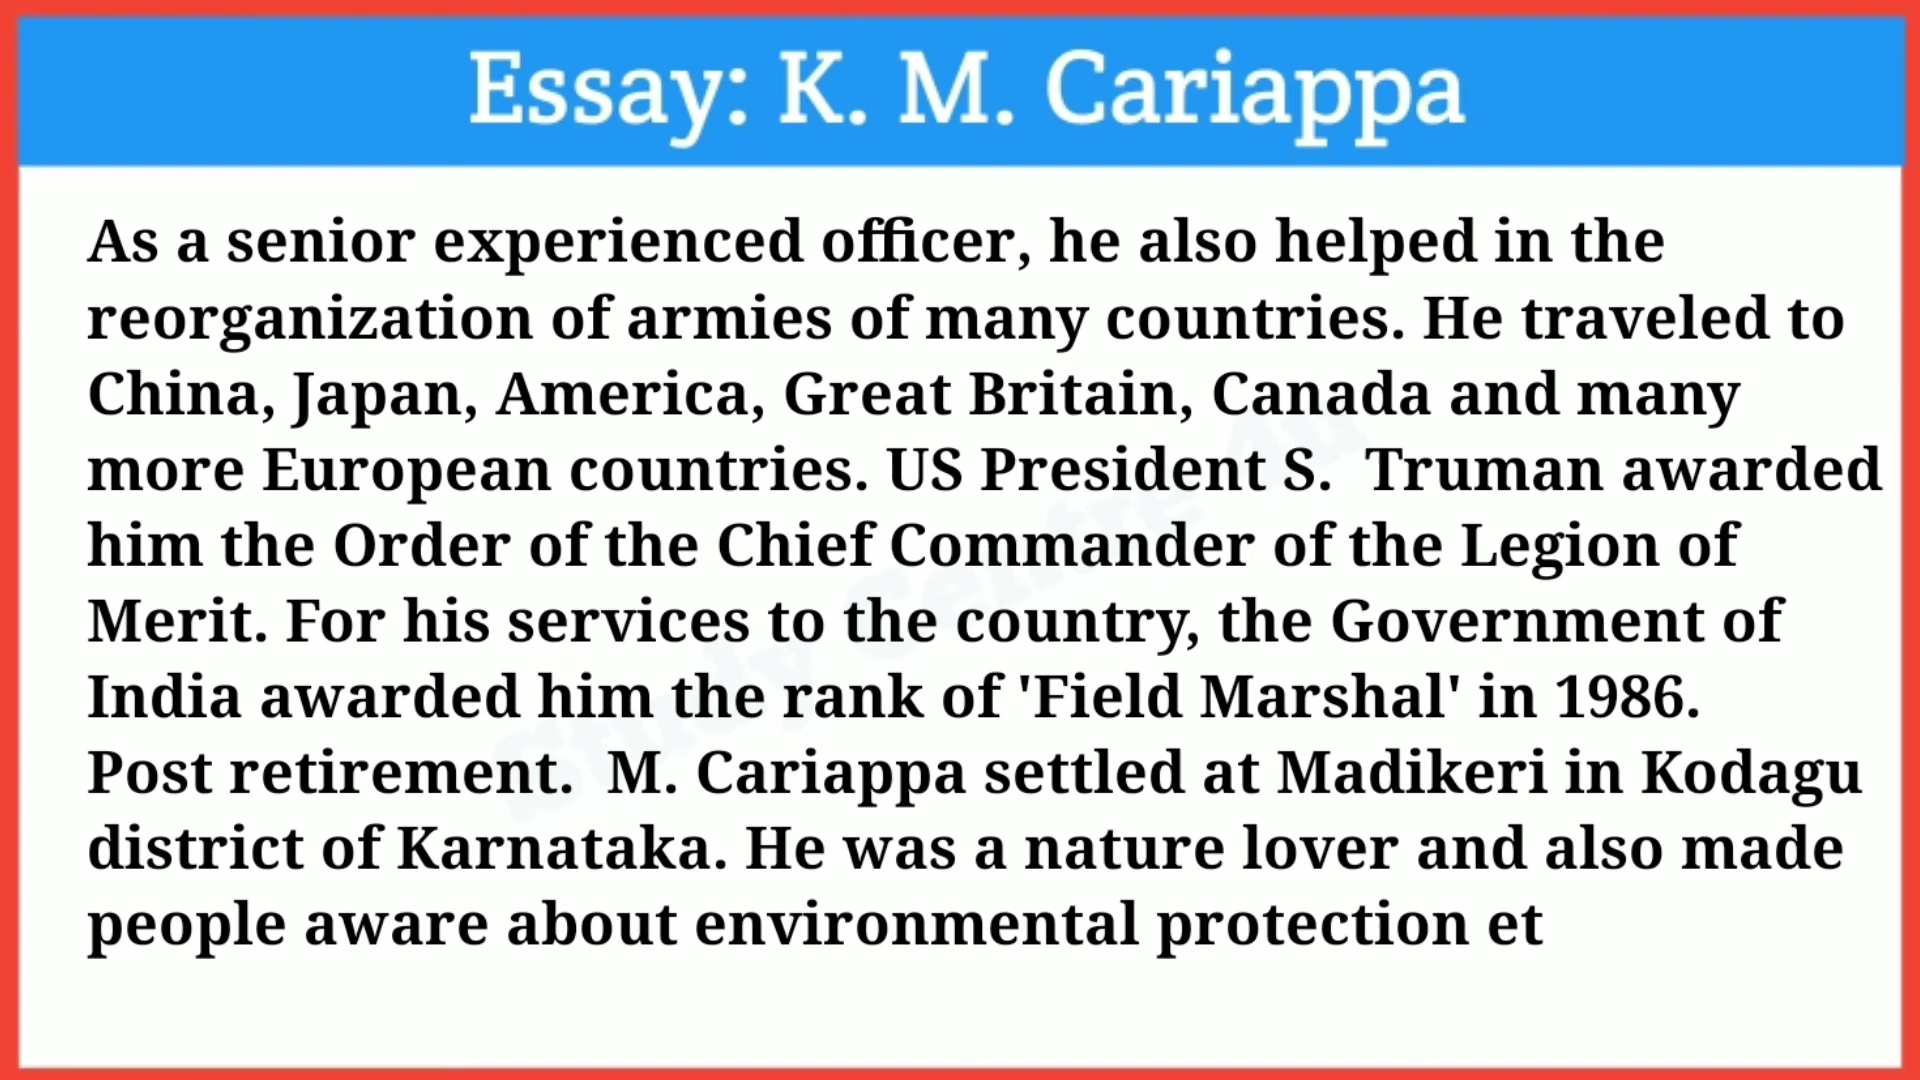 Essay: K. M. Cariappa
As a senior experienced officer, he also helped in the
reorganization of armies of many countries. He traveled to
China, Japan, America, Great Britain, Canada and many
more European countries. US President S.  Truman awarded
him the Order of the Chief Commander of the Legion of
Merit. For his services to the country, the Government of
India awarded him the rank of 'Field Marshal' in 1986.
Post retirement.  M. Cariappa settled at Madikeri in Kodagu
district of Karnataka. He was a nature lover and also made
people aware about environmental protection et
Study Centre 4u